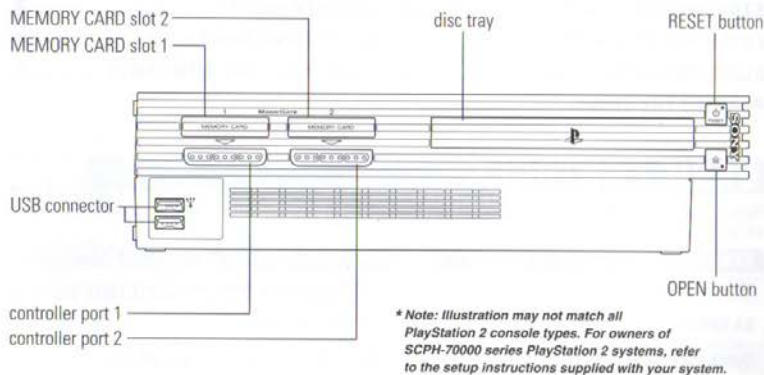 MEMORY CARD slot 2
MEMORY CARD slot 1
disc tray
RESET button
1 2
MEMORY CARD MEMORY CARD
SONY
USB connector
OPEN button
controller port 1
controller port 2
* Note: Illustration may not match all
PlayStation 2 console types. For owners of
SCPH-70000 series PlayStation 2 systems, refer
to the setup instructions supplied with your system.